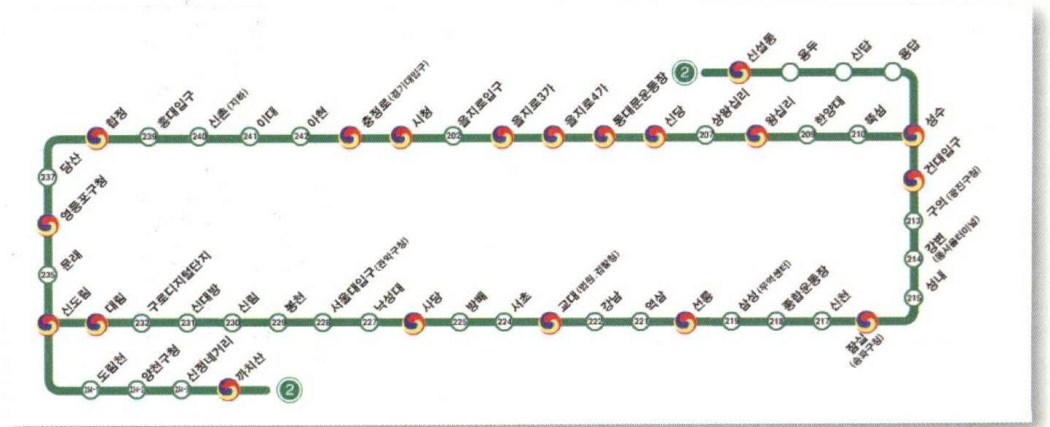 2
신설동
용두
신답
용답
합정
239 홍대입구
240 신촌 (지하)
241 이대
242 아현
충정로 (경기대입구)
시청
202 을지로입구
을지로3가
을지로4가
동대문운동장
신당
207 상왕십리
왕십리
209 한양대
210 뚝섬
성수
건대입구
213 구의 (광진구청)
214 강변 (동서울터미널)
215 성내
237 당산
영등포구청
235 문래
신도림
대림
232 구로디지털단지
231 신대방
230 신림
229 봉천
228 서울대입구 (관악구청)
227 낙성대
사당
225 방배
224 서초
교대 (법원.검찰청)
222 강남
221 역삼
선릉
219 삼성 (무역센터)
218 종합운동장
217 신천
잠실
(송파구청)
234-1 도림천
234-2 양천구청
234-3 신정네거리
까치산
2